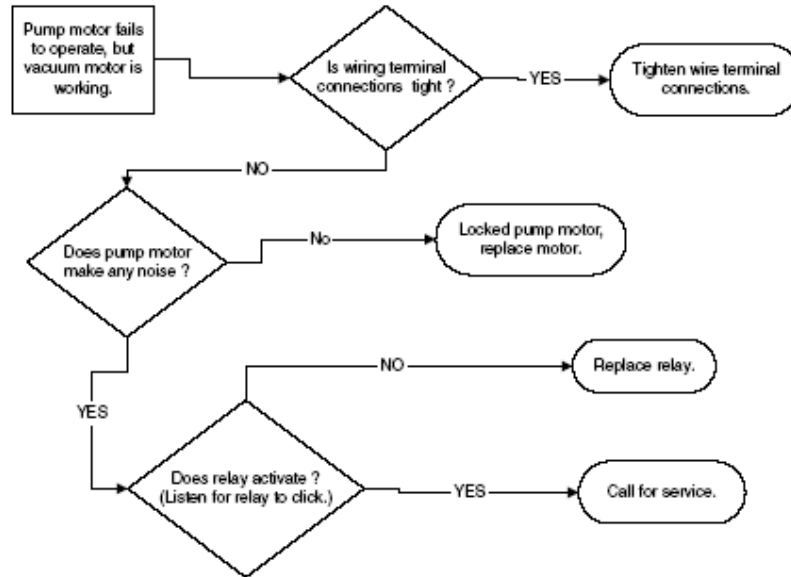 Pump motor fails
to operate, but
vacuum motor is
working.
Is wiring terminal
connections tight ?
YES
Tighten wire terminal
connections.
NO
Does pump motor
make any noise ?
No
Locked pump motor,
replace motor.
YES
NO
Replace relay.
Does relay activate ?
(Listen for relay to click.)
YES
Call for service.